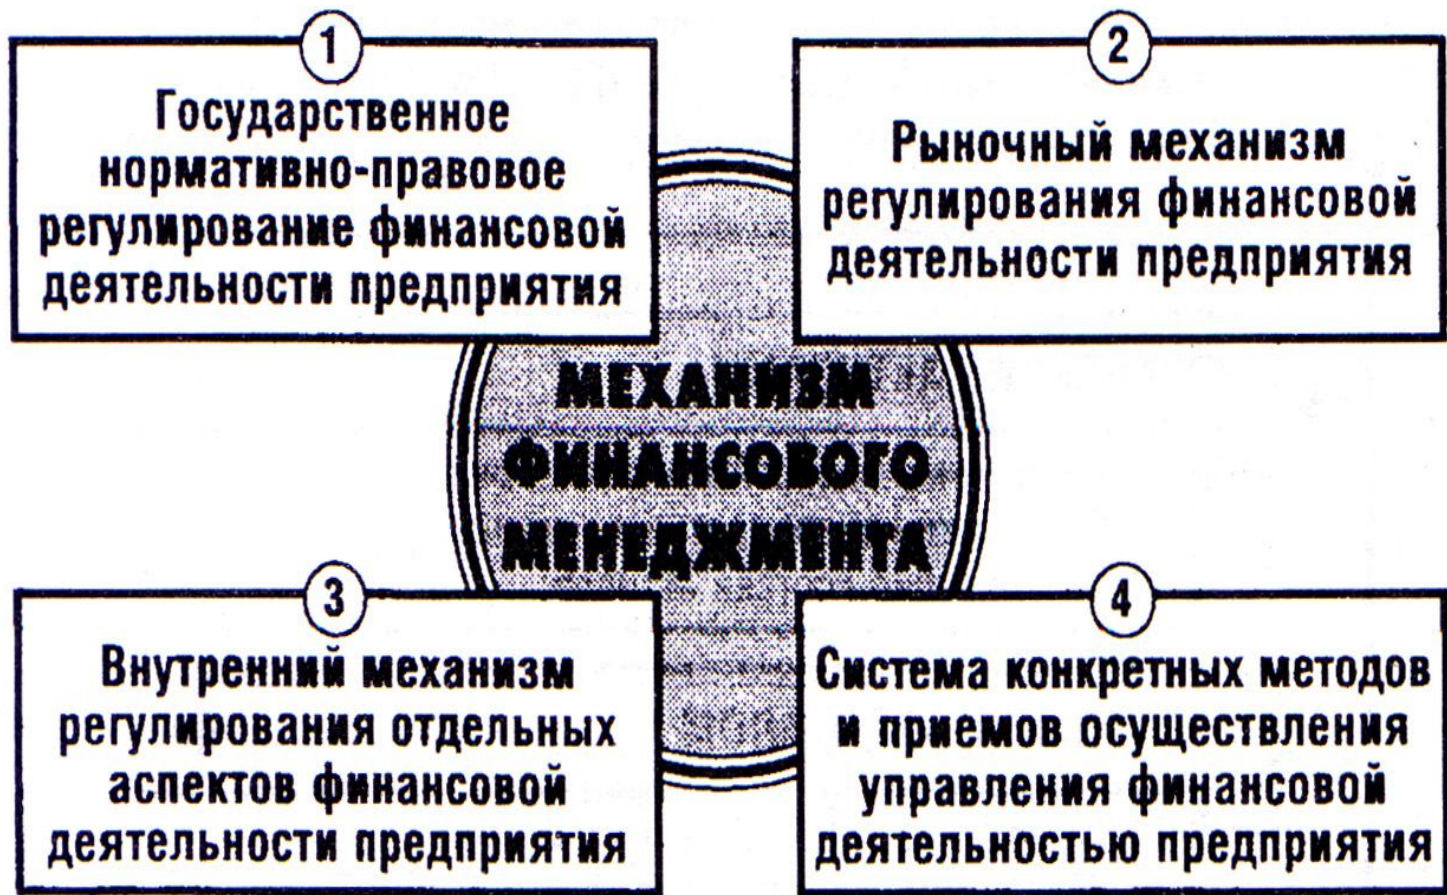 1
Государственное
нормативно-правовое
регулирование финансовой
деятельности предприятия
2
Рыночный механизм
регулирования финансовой
деятельности предприятия
МЕХАНИЗМ
ФИНАНСОВОГО
МЕНЕДЖМЕНТА
3
Внутренний механизм
регулирования отдельных
аспектов финансовой
деятельности предприятия
4
Система конкретных методов
и приемов осуществления
управления финансовой
деятельностью предприятия